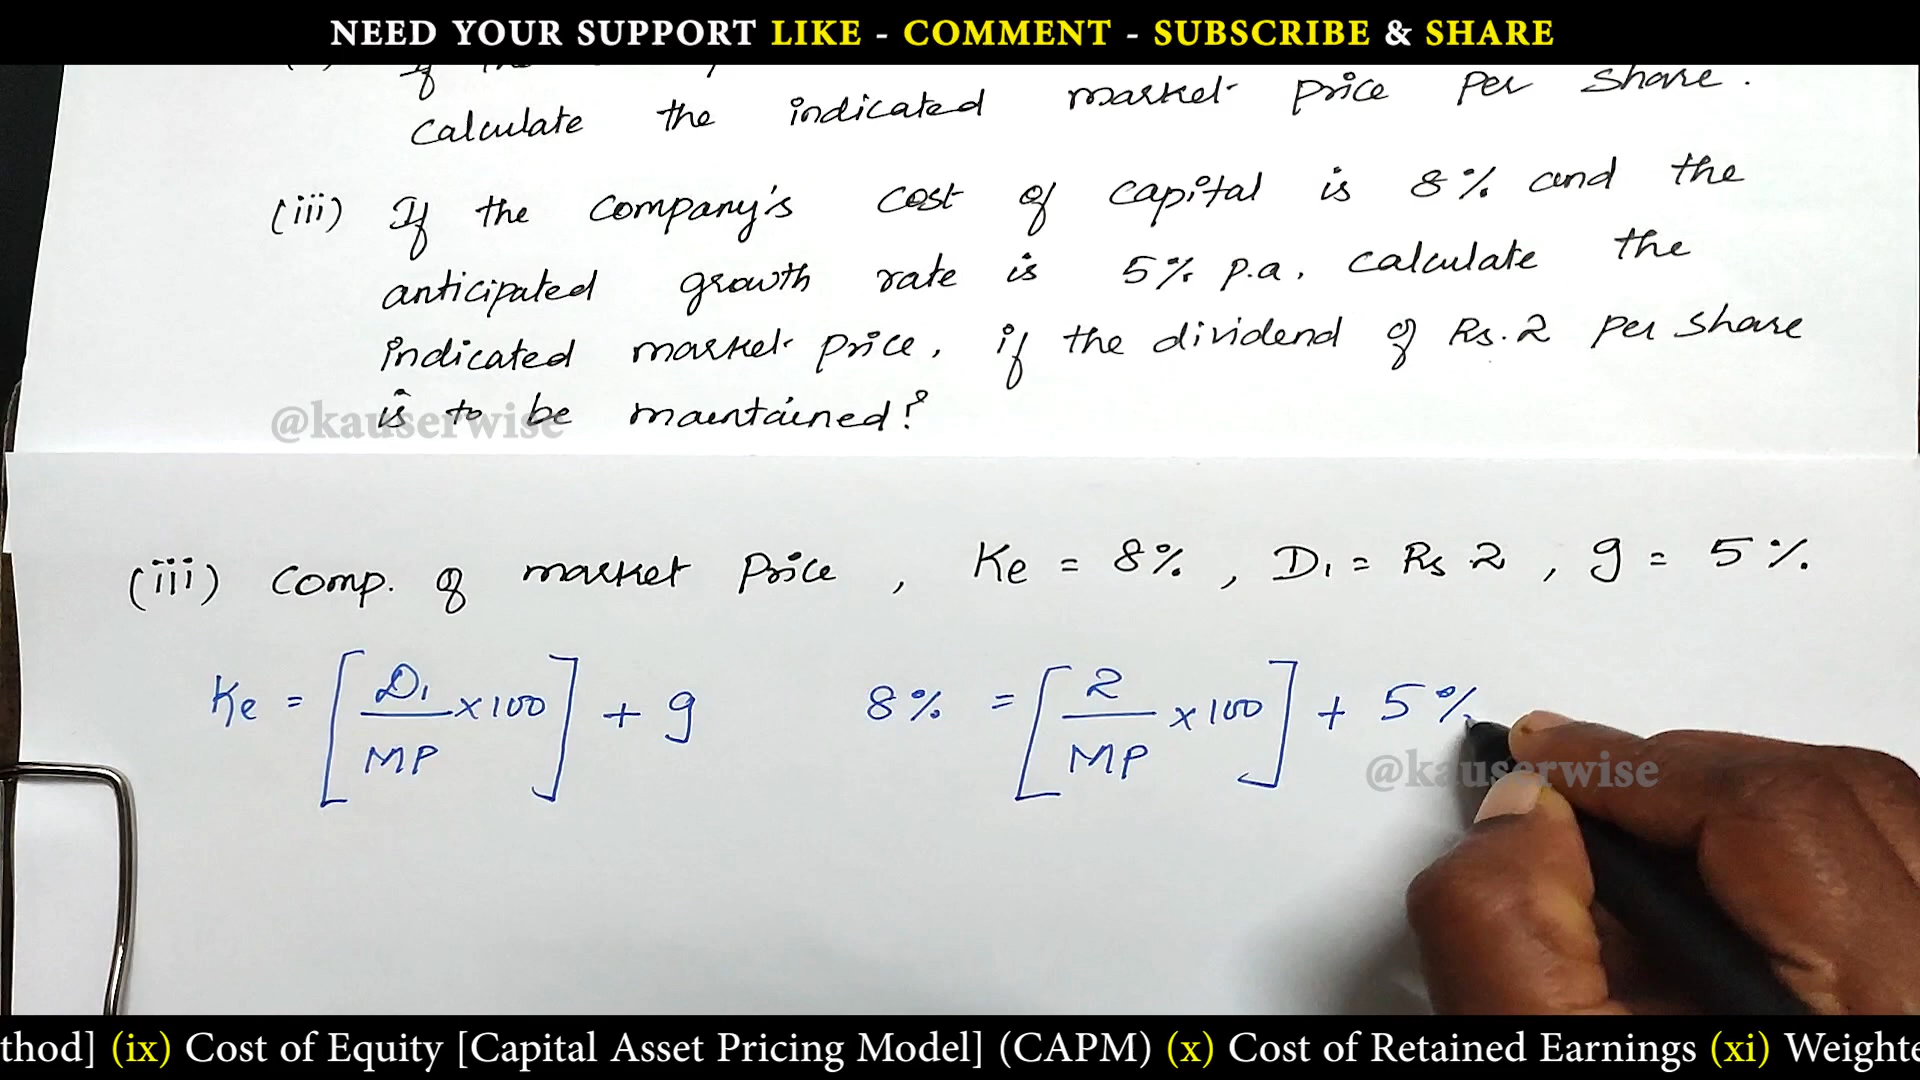 NEED YOUR SUPPORT LIKE - COMMENT - SUBSCRIBE & SHARE
If the
Calculate the indicated market price per share.
(iii) If the company's cost of capital is 8% and the
anticipated growth rate is 5% p.a, calculate the
indicated market price, if the dividend of Rs. 2 per share
is to be maintained?
@kauserwise
(iii) Comp. of market price, Ke = 8%, D1 = Rs 2, g = 5%.
Ke = [D1/MP x 100] + g 8% = [2/MP x 100] + 5%
@kauserwise
thod] (ix) Cost of Equity [Capital Asset Pricing Model] (CAPM) (x) Cost of Retained Earnings (xi) Weighte